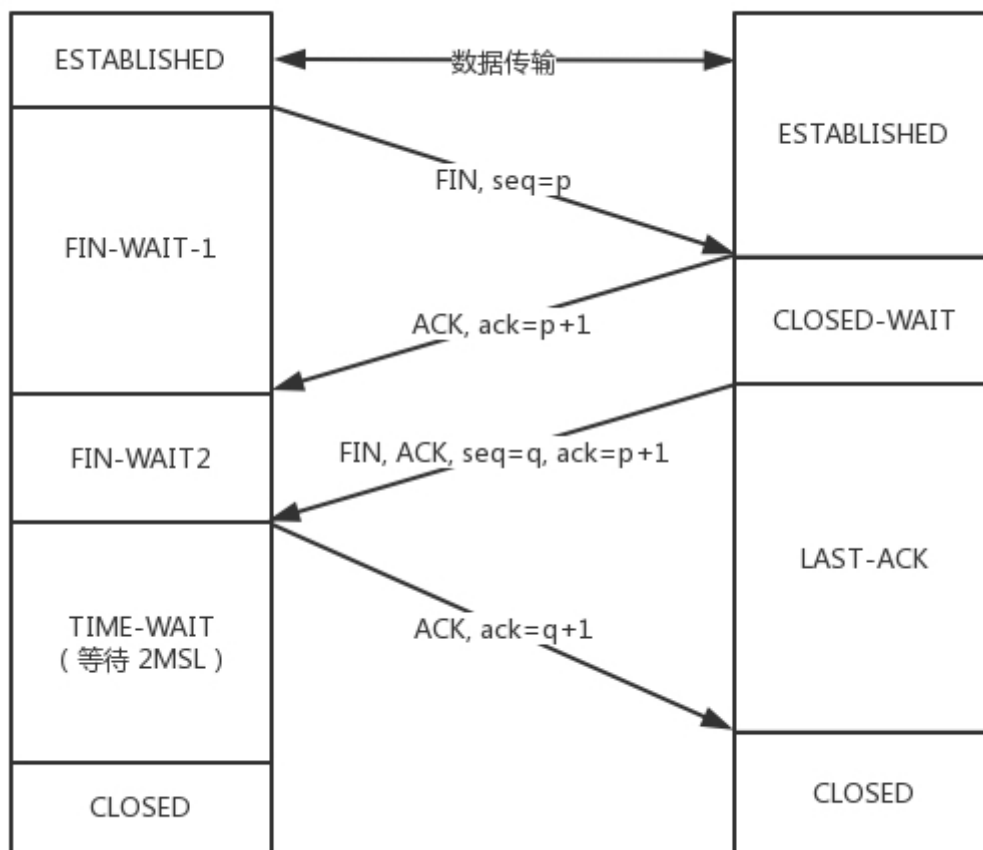 ESTABLISHED
数据传输
ESTABLISHED
FIN, seq=p
FIN-WAIT-1
ACK, ack=p+1
CLOSED-WAIT
FIN-WAIT2
FIN, ACK, seq=q, ack=p+1
LAST-ACK
TIME-WAIT
（等待 2MSL）
ACK, ack=q+1
CLOSED
CLOSED